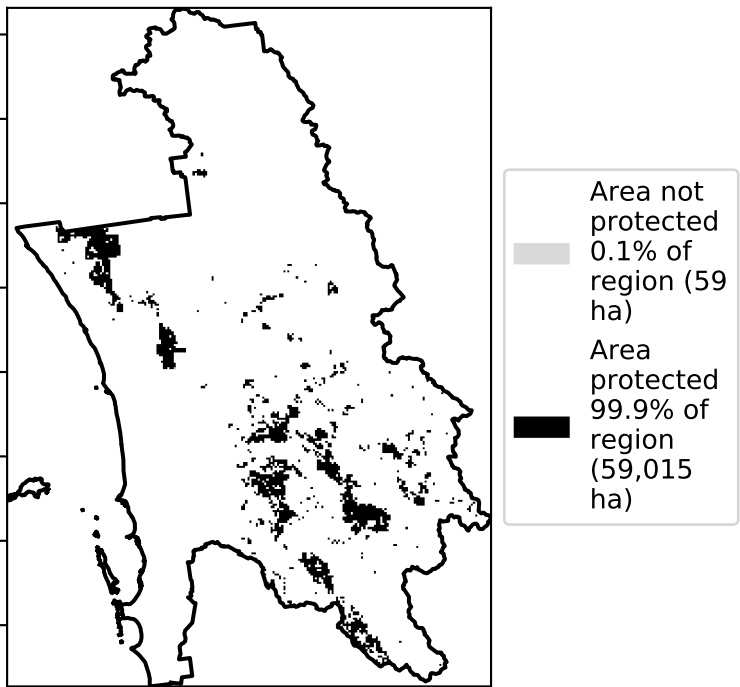 Area not
protected
0.1% of
region (59
ha)
Area
protected
99.9% of
region
(59,015
ha)